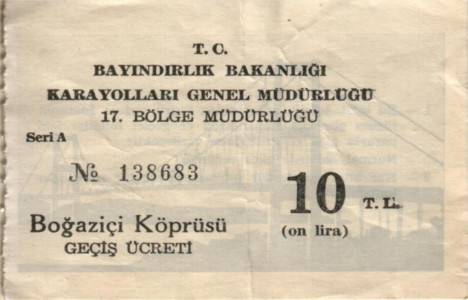 T. C.
BAYINDIRLIK BAKANLIĞI
KARAYOLLARI GENEL MÜDÜRLÜĞÜ
17. BÖLGE MÜDÜRLÜĞÜ
Seri A
№ 138683
10 T. L.
Boğaziçi Köprüsü (on lira)
GEÇİŞ ÜCRETİ